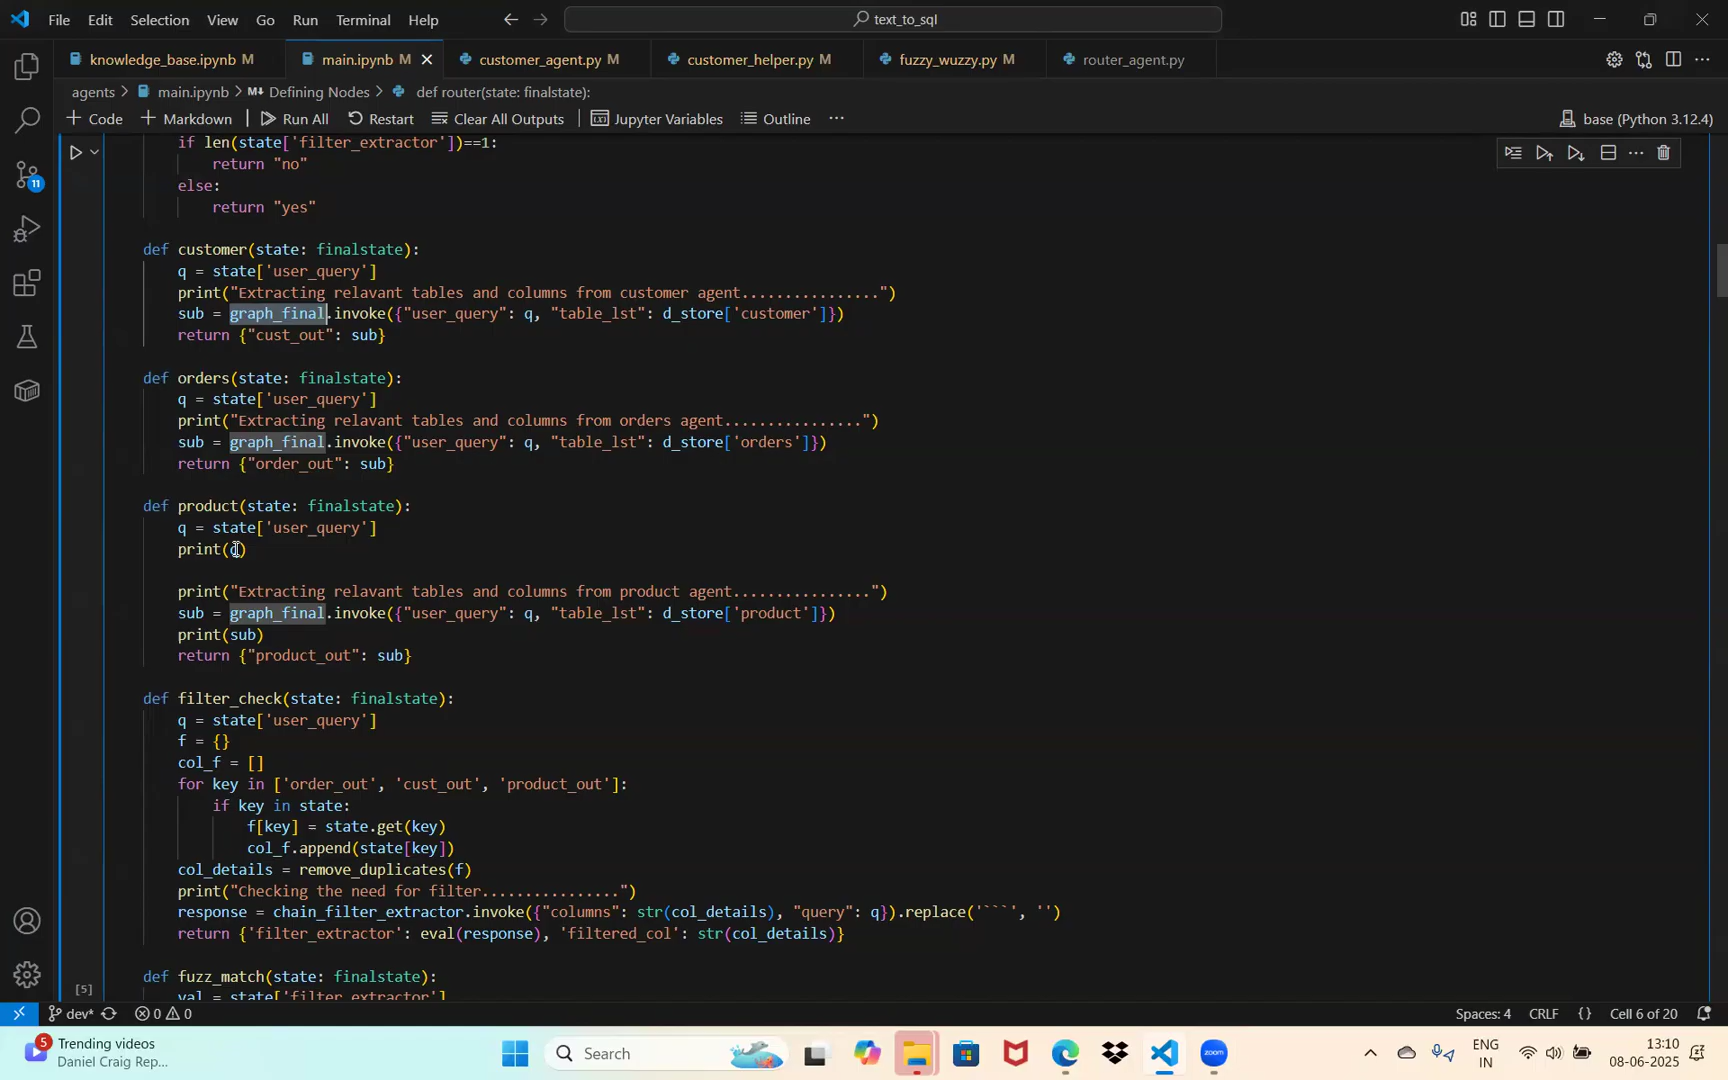 File Edit Selection View Go Run Terminal Help text_to_sql
knowledge_base.ipynb M main.ipynb M customer_agent.py M customer_helper.py M fuzzy_wuzzy.py M router_agent.py
agents > main.ipynb > M↓ Defining Nodes > def router(state: finalstate):
+ Code + Markdown Run All Restart Clear All Outputs Jupyter Variables Outline ··· base (Python 3.12.4)
if len(state['filter_extractor'])==1:
return "no"
else:
return "yes"
def customer(state: finalstate):
q = state['user_query']
print("Extracting relavant tables and columns from customer agent................")
sub = graph_final.invoke({"user_query": q, "table_lst": d_store['customer']})
return {"cust_out": sub}
def orders(state: finalstate):
q = state['user_query']
print("Extracting relavant tables and columns from orders agent................")
sub = graph_final.invoke({"user_query": q, "table_lst": d_store['orders']})
return {"order_out": sub}
def product(state: finalstate):
q = state['user_query']
print(q)
print("Extracting relavant tables and columns from product agent................")
sub = graph_final.invoke({"user_query": q, "table_lst": d_store['product']})
print(sub)
return {"product_out": sub}
def filter_check(state: finalstate):
q = state['user_query']
f = {}
col_f = []
for key in ['order_out', 'cust_out', 'product_out']:
if key in state:
f[key] = state.get(key)
col_f.append(state[key])
col_details = remove_duplicates(f)
print("Checking the need for filter................")
response = chain_filter_extractor.invoke({"columns": str(col_details), "query": q}).replace('```', '')
return {'filter_extractor': eval(response), 'filtered_col': str(col_details)}
def fuzz_match(state: finalstate):
[5]
val = state['filter_extractor']
11
dev* 0 0 Spaces: 4 CRLF {} Cell 6 of 20
5 Trending videos
Daniel Craig Rep...
Search
zoom
ENG
IN
13:10
08-06-2025